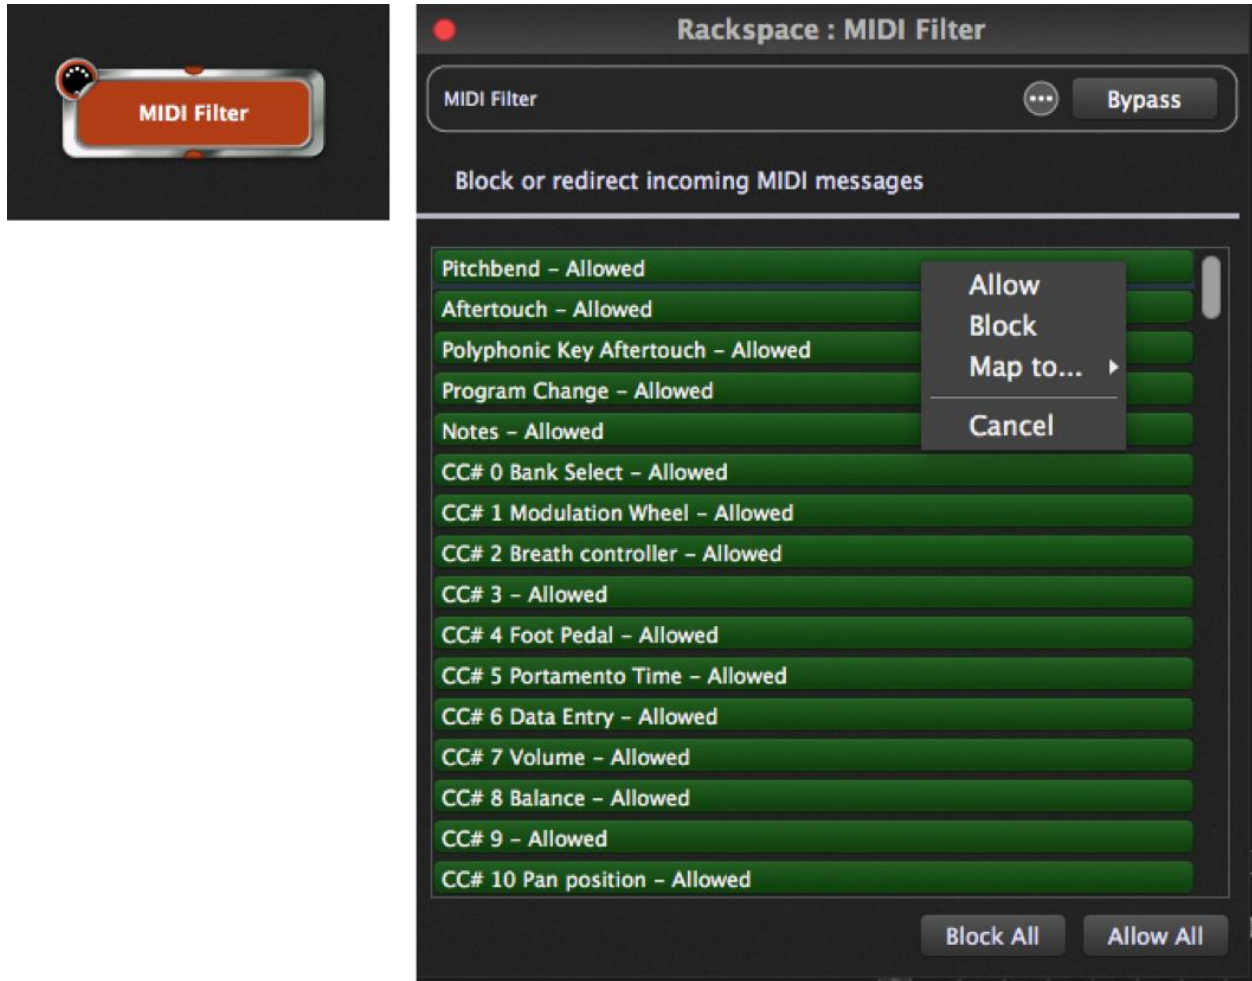 MIDI Filter
Rackspace : MIDI Filter
MIDI Filter
Bypass
Block or redirect incoming MIDI messages
Pitchbend – Allowed
Aftertouch – Allowed
Polyphonic Key Aftertouch – Allowed
Program Change – Allowed
Notes – Allowed
CC# 0 Bank Select – Allowed
CC# 1 Modulation Wheel – Allowed
CC# 2 Breath controller – Allowed
CC# 3 – Allowed
CC# 4 Foot Pedal – Allowed
CC# 5 Portamento Time – Allowed
CC# 6 Data Entry – Allowed
CC# 7 Volume – Allowed
CC# 8 Balance – Allowed
CC# 9 – Allowed
CC# 10 Pan position – Allowed
Allow
Block
Map to...
Cancel
Block All
Allow All